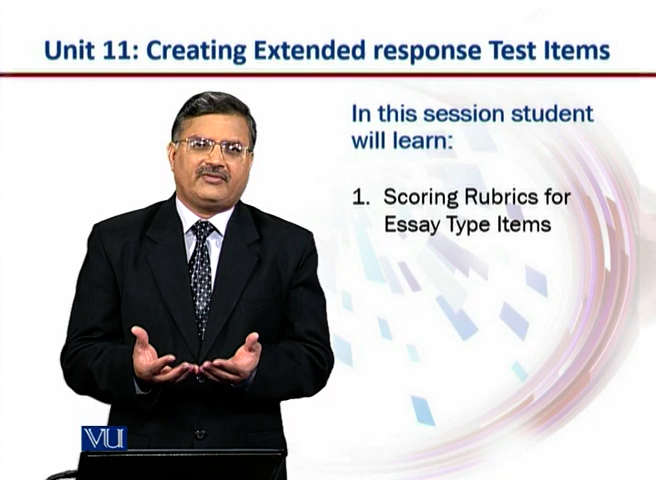 Unit 11: Creating Extended response Test Items
In this session student
will learn:
1. Scoring Rubrics for
Essay Type Items
VU